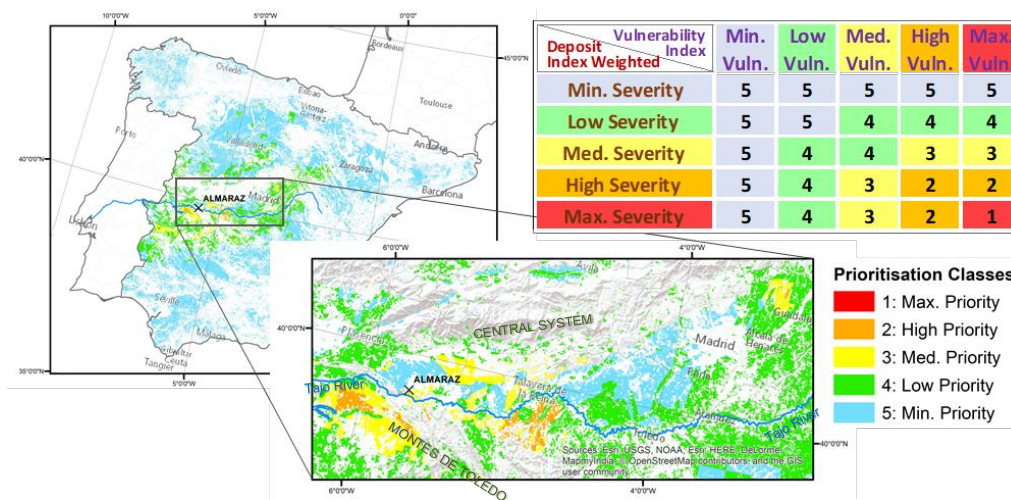 10°0'0"W
5°0'0"W
0°0'0"
Bordeaux
45°0'0"N
Oviedo
Bilbao
Vitoria-
Gasteiz
Toulouse
Porto
Valladolid
Andorra
40°0'0"N
Zaragoza
Barcelona
Madrid
ALMARAZ
Lisbon
Seville
Malaga
Gibraltar
Ceuta
Tangier
35°0'0"N
5°0'0"W
Vulnerability
Index
Deposit
Index Weighted
Min.
Vuln.
Low
Vuln.
Med.
Vuln.
High
Vuln.
Max.
Vuln.
Min. Severity 5 5 5 5 5
Low Severity 5 5 4 4 4
Med. Severity 5 4 4 3 3
High Severity 5 4 3 2 2
Max. Severity 5 4 3 2 1
6°0'0"W
4°0'0"W
Avila
40°0'0"N
CENTRAL SYSTEM
Madrid
Alcalá de
Henares
Parla
ALMARAZ
Talavera de
la Reina
Tajo River
Toledo
Aranjuez
Tajo River
MONTES DE TOLEDO
40°0'0"N
Sources: Esri, USGS, NOAA, Esri, HERE, DeLorme,
MapmyIndia, © OpenStreetMap contributors, and the GIS
user community
6°0'0"W
4°0'0"W
Prioritisation Classes
1: Max. Priority
2: High Priority
3: Med. Priority
4: Low Priority
5: Min. Priority